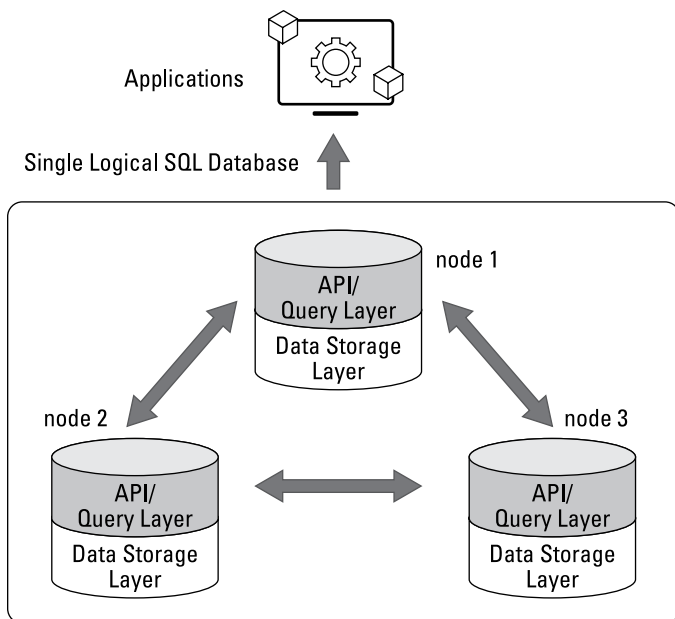 Applications
Single Logical SQL Database
node 1
API/
Query Layer
Data Storage
Layer
node 2
API/
Query Layer
Data Storage
Layer
node 3
API/
Query Layer
Data Storage
Layer